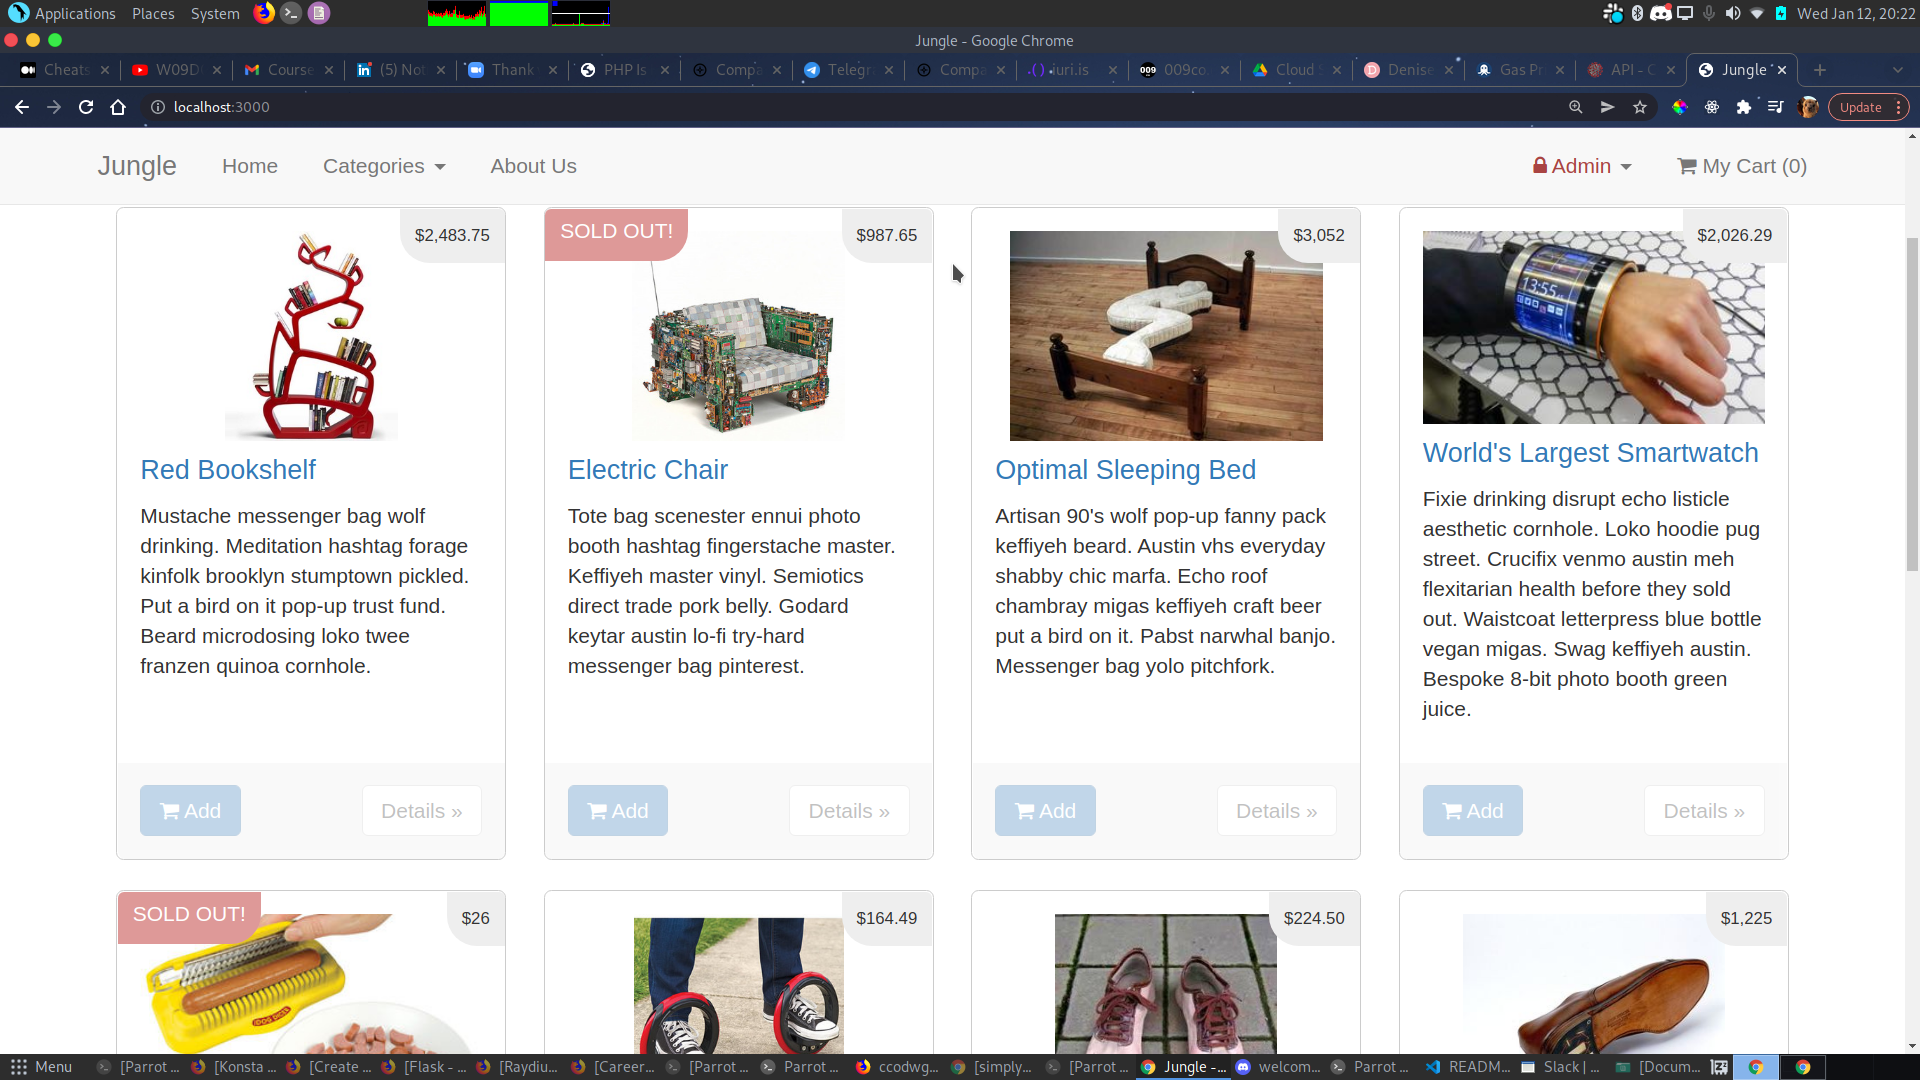 Applications Places System Wed Jan 12, 20:22
Jungle - Google Chrome
Cheats W09D (5) Not Thank PHP Is Compa Telegr Compa iuri.is 009co Cloud S Denise Gas Pr API - C Jungle
localhost:3000 Update
Jungle Home Categories About Us Admin My Cart (0)
$2,483.75
SOLD OUT! $987.65
$3,052
$2,026.29
13:55
Red Bookshelf
Mustache messenger bag wolf
drinking. Meditation hashtag forage
kinfolk brooklyn stumptown pickled.
Put a bird on it pop-up trust fund.
Beard microdosing loko twee
franzen quinoa cornhole.
Add Details »
Electric Chair
Tote bag scenester ennui photo
booth hashtag fingerstache master.
Keffiyeh master vinyl. Semiotics
direct trade pork belly. Godard
keytar austin lo-fi try-hard
messenger bag pinterest.
Add Details »
Optimal Sleeping Bed
Artisan 90's wolf pop-up fanny pack
keffiyeh beard. Austin vhs everyday
shabby chic marfa. Echo roof
chambray migas keffiyeh craft beer
put a bird on it. Pabst narwhal banjo.
Messenger bag yolo pitchfork.
Add Details »
World's Largest Smartwatch
Fixie drinking disrupt echo listicle
aesthetic cornhole. Loko hoodie pug
street. Crucifix venmo austin meh
flexitarian health before they sold
out. Waistcoat letterpress blue bottle
vegan migas. Swag keffiyeh austin.
Bespoke 8-bit photo booth green
juice.
Add Details »
SOLD OUT! $26
$164.49
$224.50
$1,225
Menu [Parrot ... [Konsta ... [Create ... [Flask - ... [Raydiu... [Career... [Parrot ... Parrot ... ccodwg... [simply... [Parrot ... Jungle -... welcom... Parrot ... READM... Slack | ... [Docum...